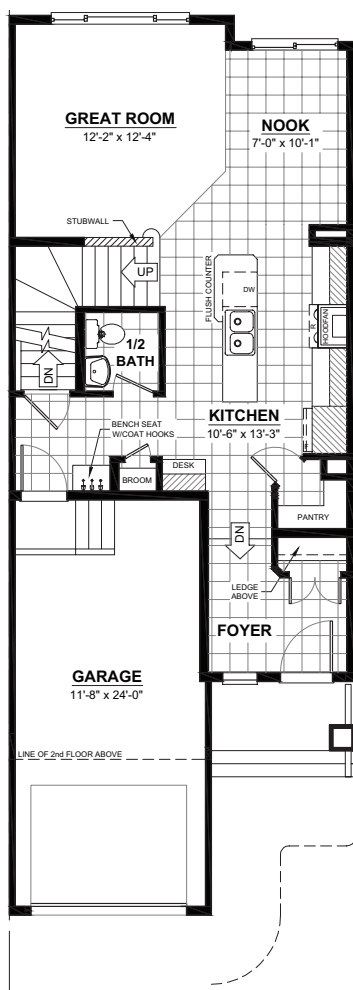 GREAT ROOM
12'-2" x 12'-4"
NOOK
7'-0" x 10'-1"
STUBWALL
UP
FLUSH COUNTER
DW
R
HOODFAN
1/2
BATH
DN
KITCHEN
10'-6" x 13'-3"
F
BENCH SEAT
W/COAT HOOKS
BROOM
DESK
PANTRY
DN
LEDGE
ABOVE
FOYER
GARAGE
11'-8" x 24'-0"
LINE OF 2nd FLOOR ABOVE